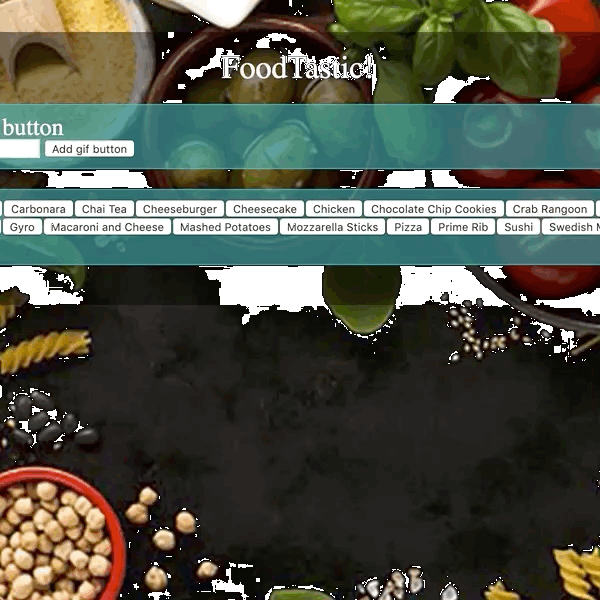 FoodTastic!
button
Add gif button
Carbonara Chai Tea Cheeseburger Cheesecake Chicken Chocolate Chip Cookies Crab Rangoon
Gyro Macaroni and Cheese Mashed Potatoes Mozzarella Sticks Pizza Prime Rib Sushi Swedish M